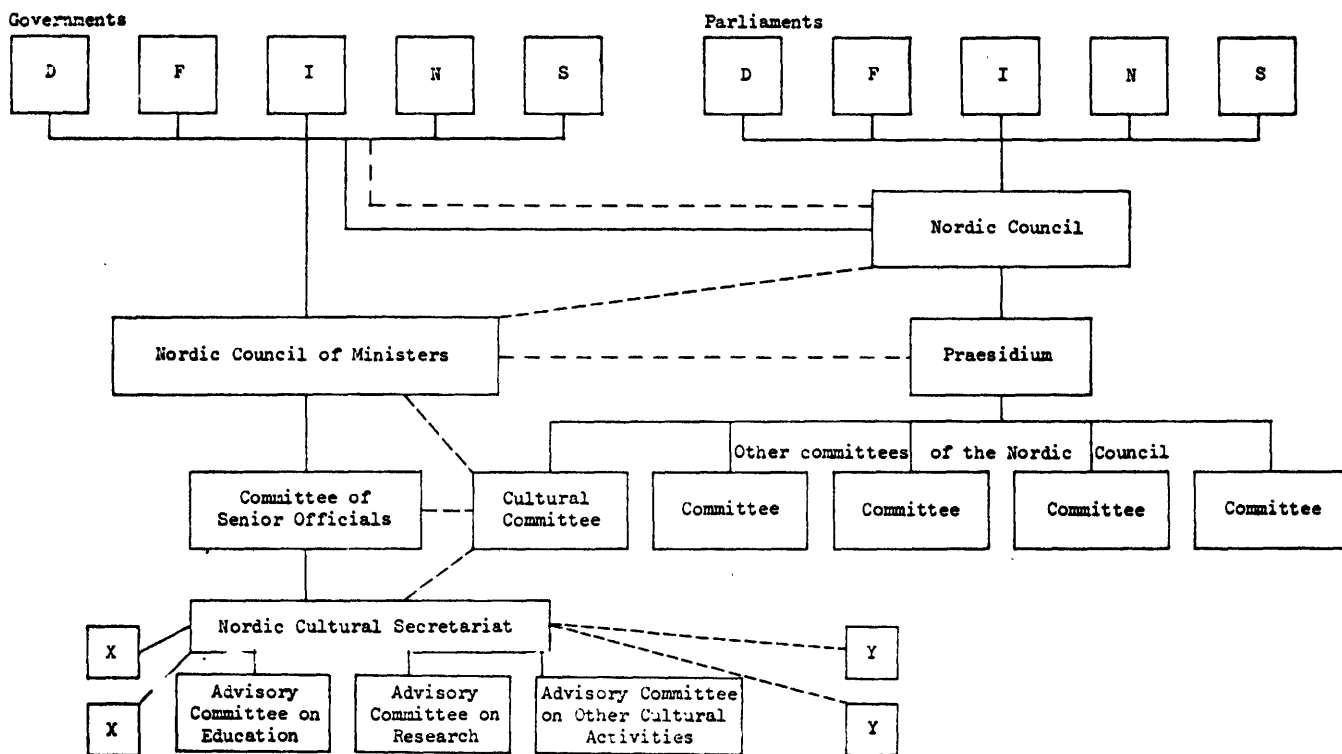 Governments
Parliaments
D F I N S
D F I N S
Nordic Council
Nordic Council of Ministers
Praesidium
Other committees of the Nordic Council
Committee of
Senior Officials
Cultural
Committee
Committee
Committee
Committee
Committee
Nordic Cultural Secretariat
X
Y
Advisory
Committee on
Education
Advisory
Committee on
Research
Advisory Committee
on Other Cultural
Activities
X
Y